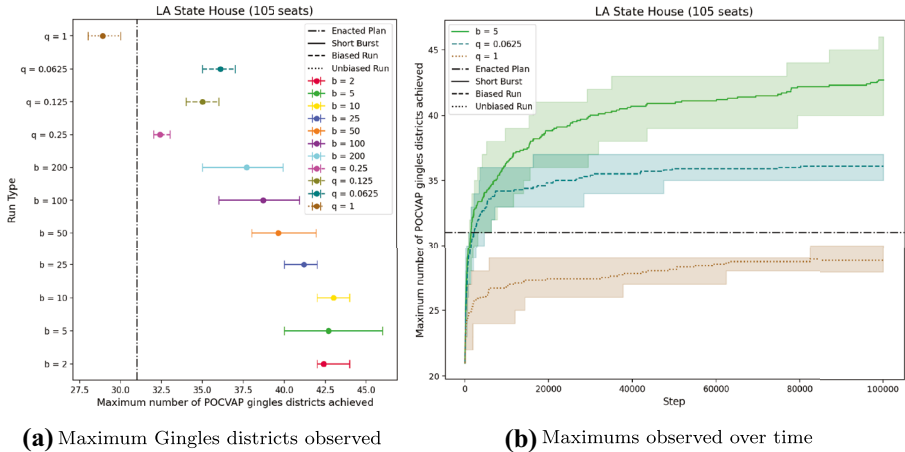 LA State House (105 seats)
Run Type
q = 1
q = 0.0625
q = 0.125
q = 0.25
b = 200
b = 100
b = 50
b = 25
b = 10
b = 5
b = 2
Enacted Plan
Short Burst
Biased Run
Unbiased Run
b = 2
b = 5
b = 10
b = 25
b = 50
b = 100
b = 200
q = 0.25
q = 0.125
q = 0.0625
q = 1
27.5 30.0 32.5 35.0 37.5 40.0 42.5 45.0
Maximum number of POCVAP gingles districts achieved
(a) Maximum Gingles districts observed
LA State House (105 seats)
Maximum number of POCVAP gingles districts achieved
45
40
35
30
25
20
b = 5
q = 0.0625
q = 1
Enacted Plan
Short Burst
Biased Run
Unbiased Run
0 20000 40000 60000 80000 100000
Step
(b) Maximums observed over time